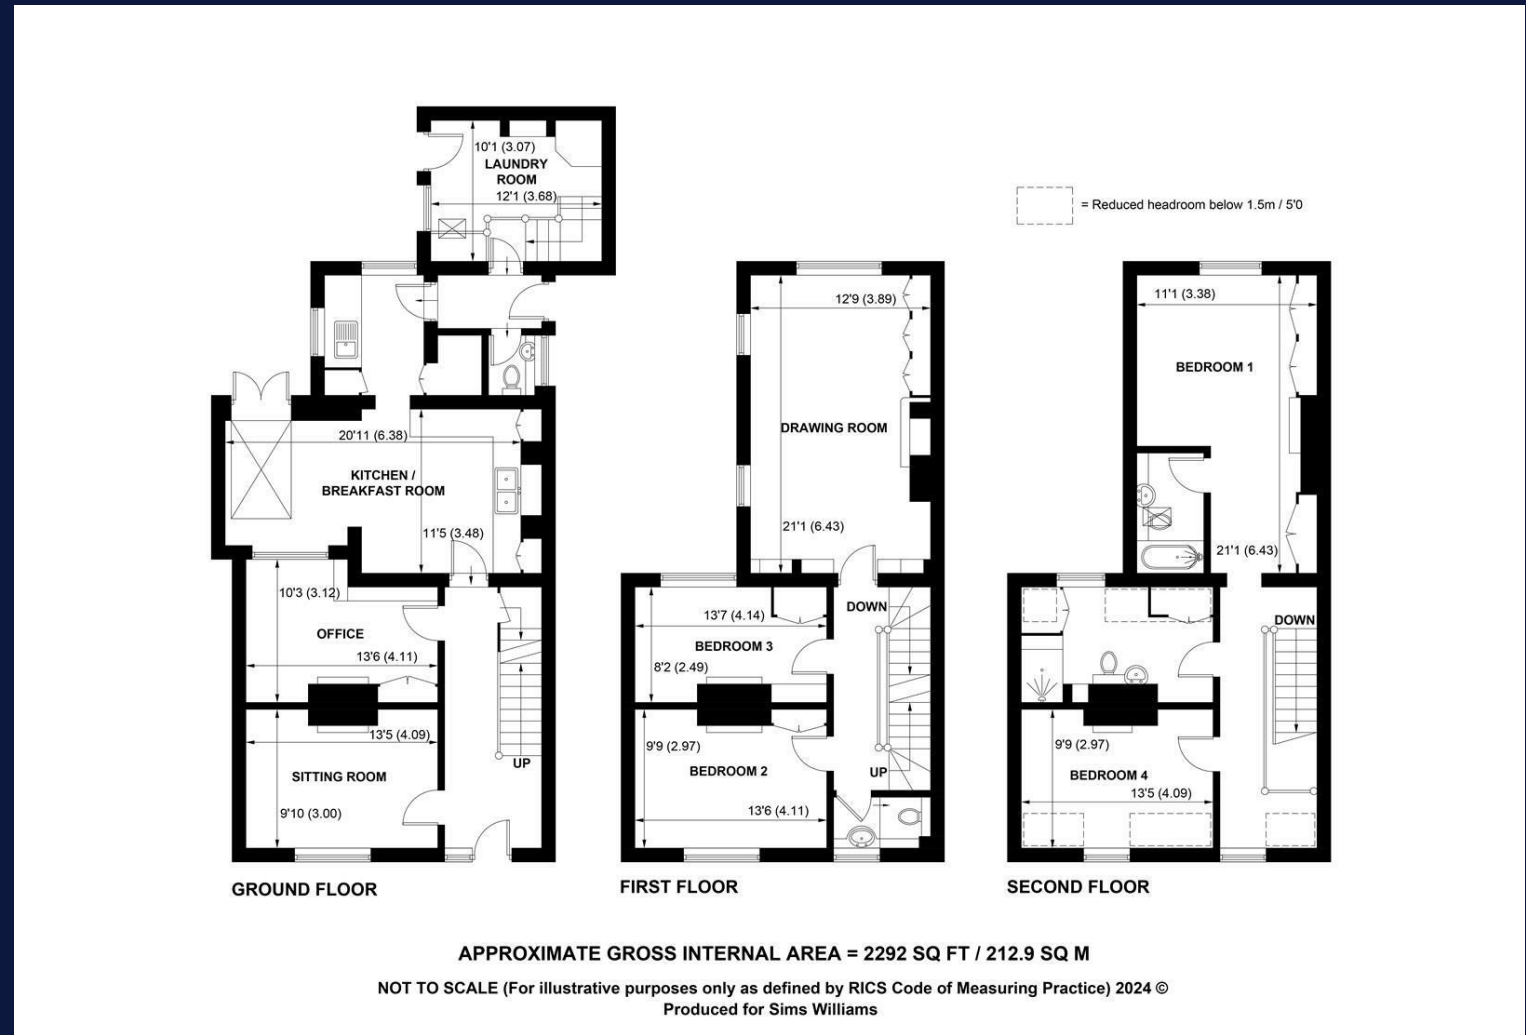 10'1 (3.07)
LAUNDRY
ROOM
12'1 (3.68)
20'11 (6.38)
KITCHEN /
BREAKFAST ROOM
11'5 (3.48)
10'3 (3.12)
OFFICE
13'6 (4.11)
13'5 (4.09)
SITTING ROOM
9'10 (3.00)
UP
GROUND FLOOR
12'9 (3.89)
DRAWING ROOM
21'1 (6.43)
DOWN
13'7 (4.14)
BEDROOM 3
8'2 (2.49)
9'9 (2.97)
BEDROOM 2
UP
13'6 (4.11)
FIRST FLOOR
= Reduced headroom below 1.5m / 5'0
11'1 (3.38)
BEDROOM 1
21'1 (6.43)
DOWN
9'9 (2.97)
BEDROOM 4
13'5 (4.09)
SECOND FLOOR
APPROXIMATE GROSS INTERNAL AREA = 2292 SQ FT / 212.9 SQ M
NOT TO SCALE (For illustrative purposes only as defined by RICS Code of Measuring Practice) 2024 ©
Produced for Sims Williams